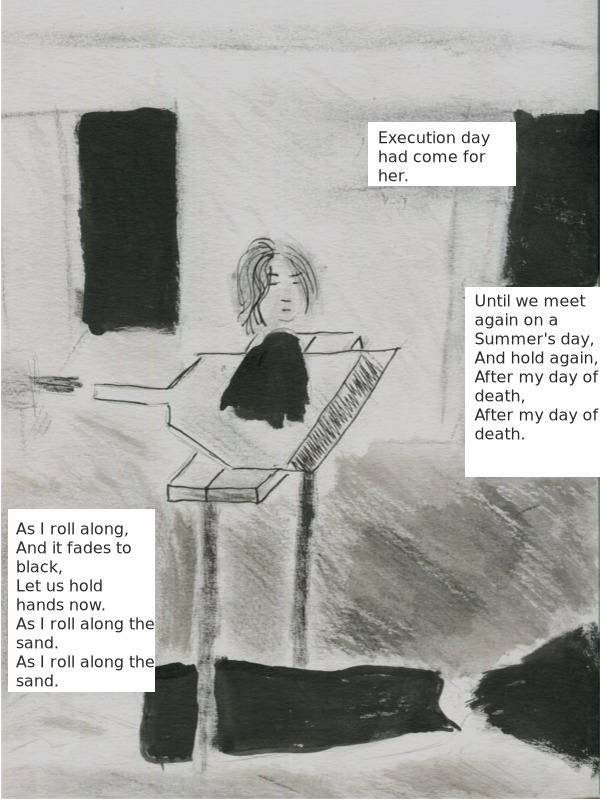 Execution day
had come for
her.
Until we meet
again on a
Summer's day,
And hold again,
After my day of
death,
After my day of
death.
As I roll along,
And it fades to
black,
Let us hold
hands now.
As I roll along the
sand.
As I roll along the
sand.